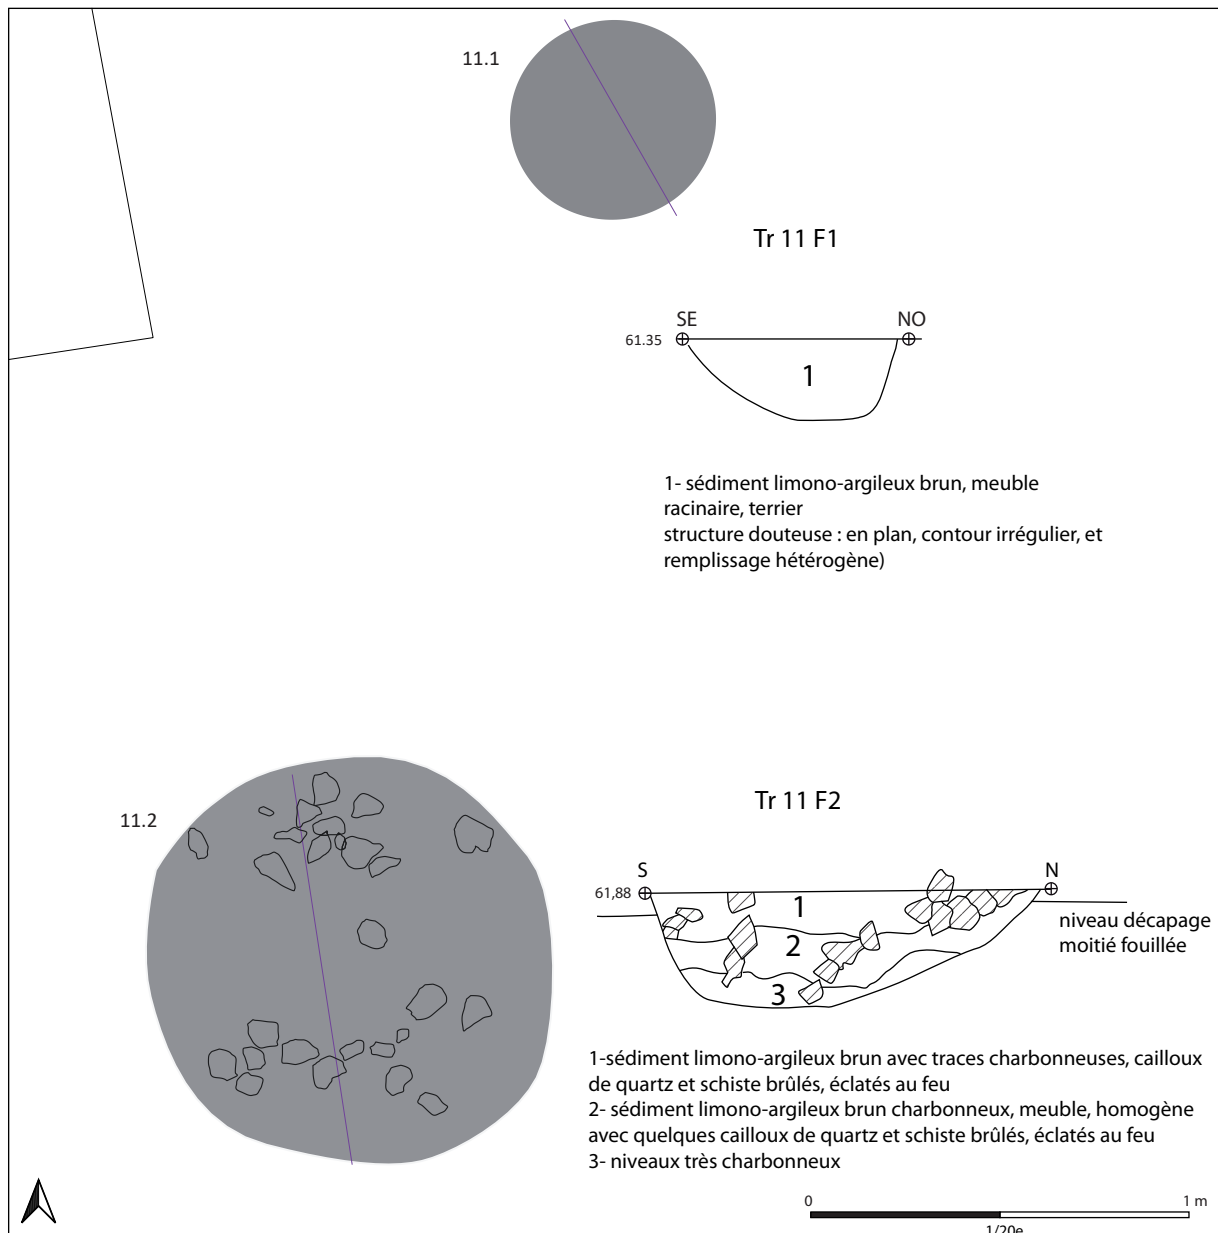 11.1
Tr 11 F1
SE
NO
61.35
1
1- sédiment limono-argileux brun, meuble
racinaire, terrier
structure douteuse : en plan, contour irrégulier, et
remplissage hétérogène)
11.2
Tr 11 F2
S
N
61,88
1
2
3
niveau décapage
moitié fouillée
1-sédiment limono-argileux brun avec traces charbonneuses, cailloux
de quartz et schiste brûlés, éclatés au feu
2- sédiment limono-argileux brun charbonneux, meuble, homogène
avec quelques cailloux de quartz et schiste brûlés, éclatés au feu
3- niveaux très charbonneux
0
1 m
1/20e